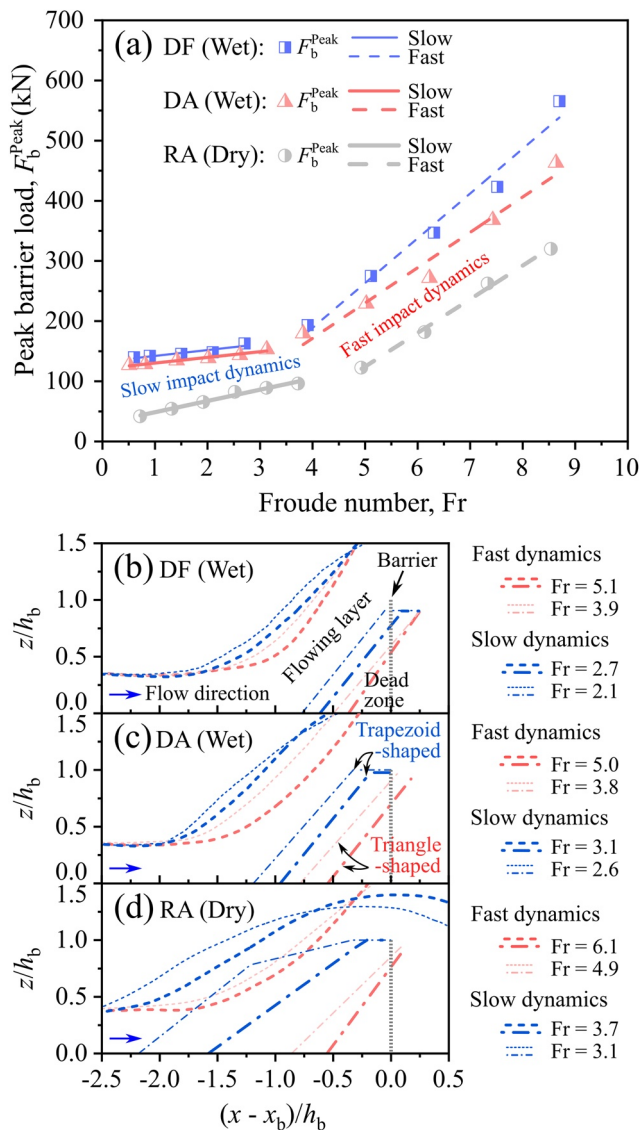 700
600
500
400
300
200
100
0
Peak barrier load, F_b^Peak (kN)
(a)
DF (Wet): F_b^Peak Slow
Fast
DA (Wet): F_b^Peak Slow
Fast
RA (Dry): F_b^Peak Slow
Fast
Slow impact dynamics
Fast impact dynamics
0 1 2 3 4 5 6 7 8 9 10
Froude number, Fr
(b) DF (Wet)
1.5
1.0
0.5
0.0
z/h_b
Barrier
Flowing layer
Dead
zone
Flow direction
Fast dynamics
Fr = 5.1
Fr = 3.9
Slow dynamics
Fr = 2.7
Fr = 2.1
(c) DA (Wet)
1.5
1.0
0.5
0.0
z/h_b
Trapezoid
-shaped
Triangle
-shaped
Fast dynamics
Fr = 5.0
Fr = 3.8
Slow dynamics
Fr = 3.1
Fr = 2.6
(d) RA (Dry)
1.5
1.0
0.5
0.0
z/h_b
Fast dynamics
Fr = 6.1
Fr = 4.9
Slow dynamics
Fr = 3.7
Fr = 3.1
-2.5 -2.0 -1.5 -1.0 -0.5 0.0 0.5
(x - x_b)/h_b